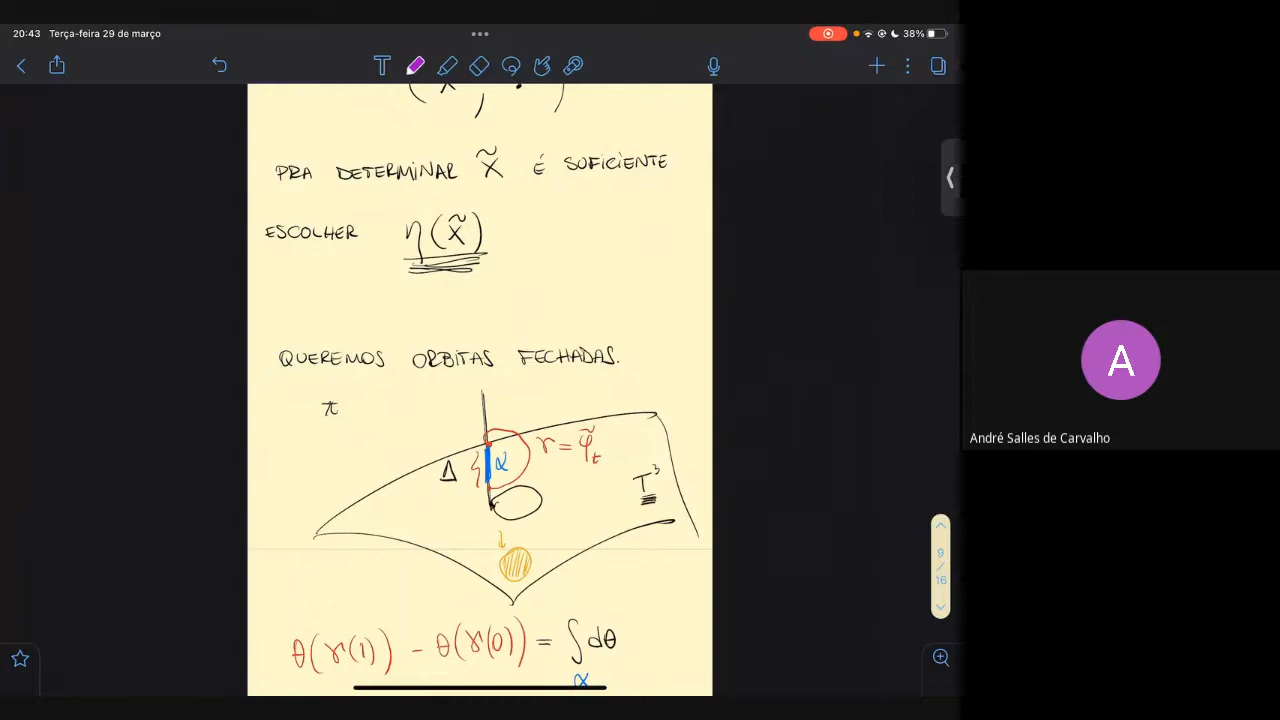 20:43 Terça-feira 29 de março
38%
PRA DETERMINAR X̃ É SUFICIENTE
ESCOLHER η(X̃)
QUEREMOS ORBITAS FECHADAS.
π
Δ α γ = φ̃t
T³
θ(γ(1)) - θ(γ(0)) = ∫ dθ
α
9
/
16
A
André Salles de Carvalho